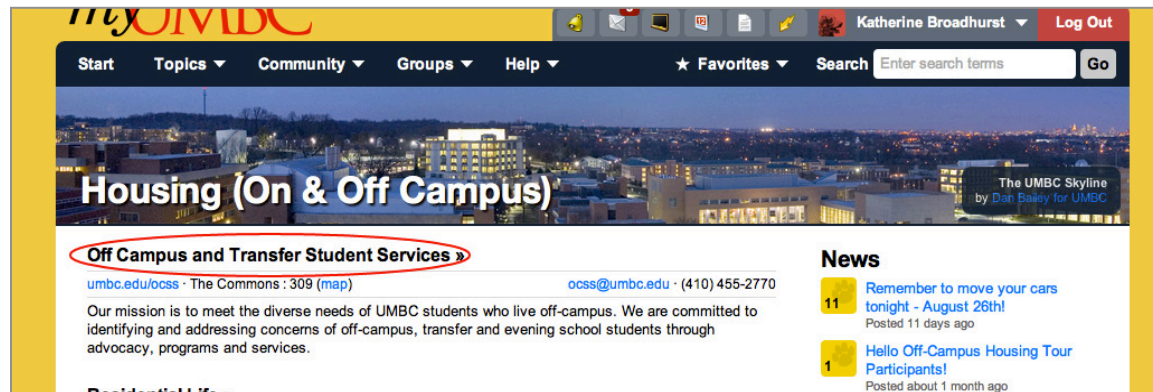 myUMBC
Katherine Broadhurst ▼ Log Out
Start Topics ▼ Community ▼ Groups ▼ Help ▼ ★ Favorites ▼ Search Enter search terms Go
Housing (On & Off Campus)
The UMBC Skyline
by Dan Bailey for UMBC
Off Campus and Transfer Student Services »
umbc.edu/ocss · The Commons : 309 (map) ocss@umbc.edu · (410) 455-2770
Our mission is to meet the diverse needs of UMBC students who live off-campus. We are committed to
identifying and addressing concerns of off-campus, transfer and evening school students through
advocacy, programs and services.
Residential Life
News
11
Remember to move your cars
tonight - August 26th!
Posted 11 days ago
1
Hello Off-Campus Housing Tour
Participants!
Posted about 1 month ago